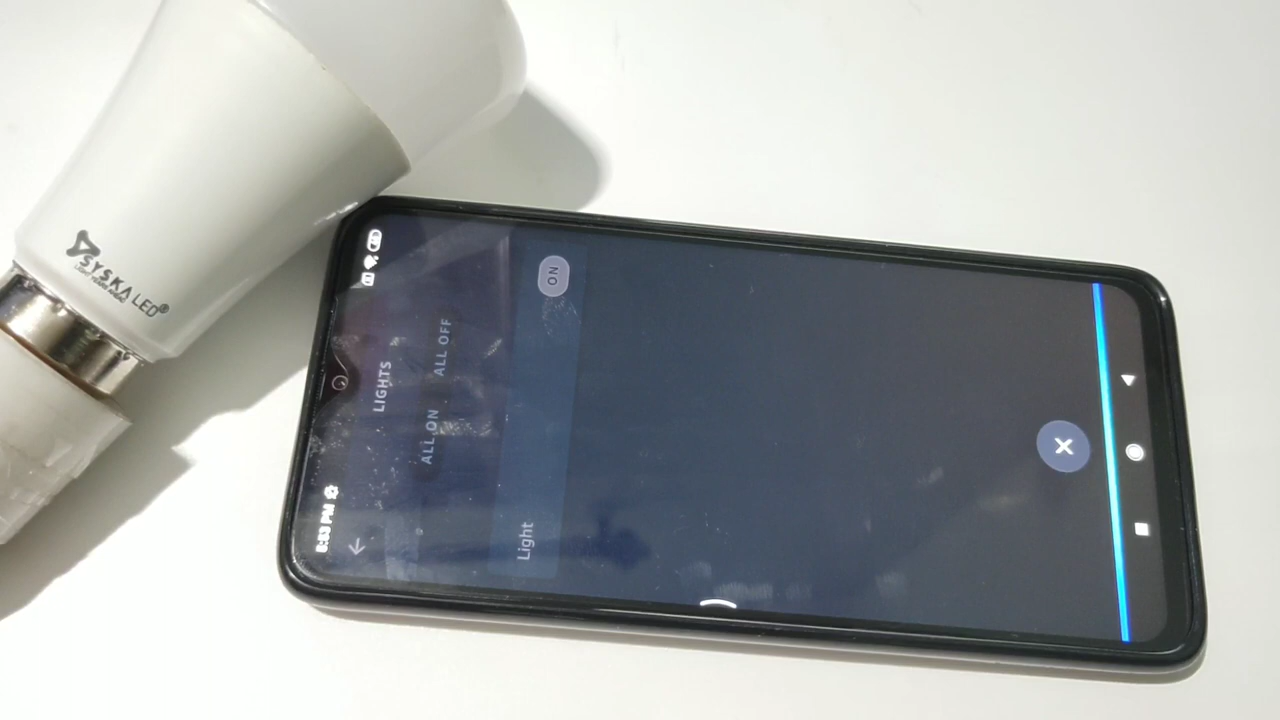 SYSKA LED®
LIGHTS
ALL ON
ALL OFF
Light
ON